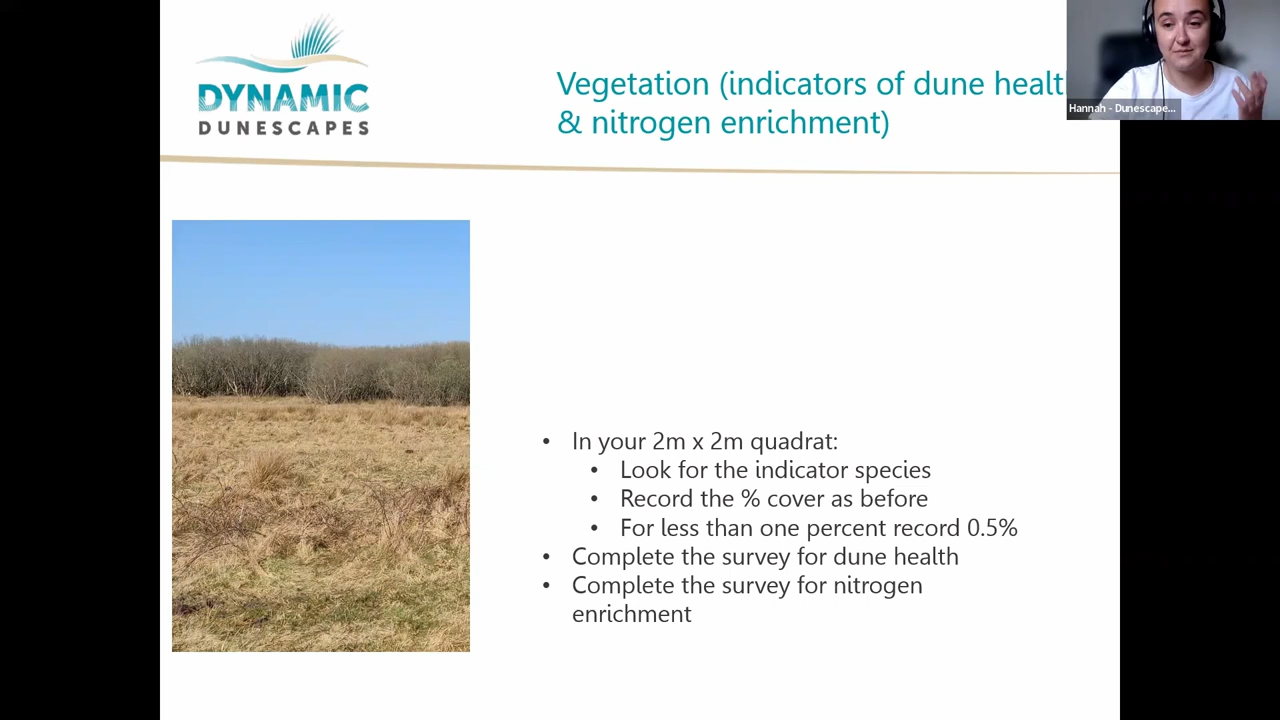 DYNAMIC
DUNESCAPES
Vegetation (indicators of dune healt
& nitrogen enrichment)
Hannah - Dunescape...
• In your 2m x 2m quadrat:
• Look for the indicator species
• Record the % cover as before
• For less than one percent record 0.5%
• Complete the survey for dune health
• Complete the survey for nitrogen
enrichment